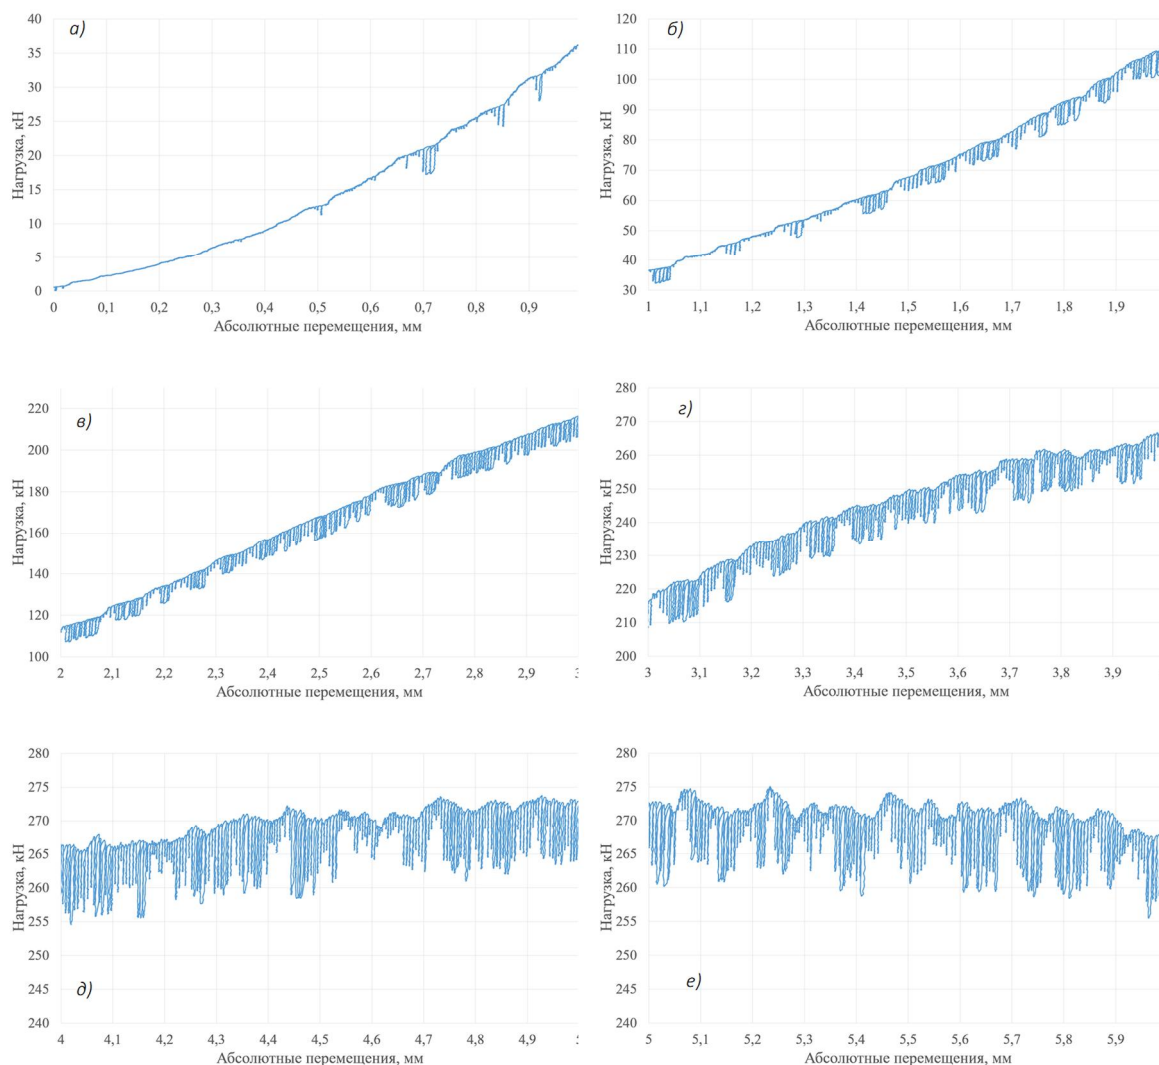 а)
40
35
30
25
20
15
10
5
0
Нагрузка, кН
0 0,1 0,2 0,3 0,4 0,5 0,6 0,7 0,8 0,9
Абсолютные перемещения, мм
б)
120
110
100
90
80
70
60
50
40
30
Нагрузка, кН
1 1,1 1,2 1,3 1,4 1,5 1,6 1,7 1,8 1,9
Абсолютные перемещения, мм
в)
220
200
180
160
140
120
100
Нагрузка, кН
2 2,1 2,2 2,3 2,4 2,5 2,6 2,7 2,8 2,9
Абсолютные перемещения, мм
г)
280
270
260
250
240
230
220
210
200
Нагрузка, кН
3 3,1 3,2 3,3 3,4 3,5 3,6 3,7 3,8 3,9
Абсолютные перемещения, мм
280
275
270
265
260
255
250
245
240
д)
Нагрузка, кН
4 4,1 4,2 4,3 4,4 4,5 4,6 4,7 4,8 4,9
Абсолютные перемещения, мм
280
275
270
265
260
255
250
245
240
е)
Нагрузка, кН
5 5,1 5,2 5,3 5,4 5,5 5,6 5,7 5,8 5,9
Абсолютные перемещения, мм